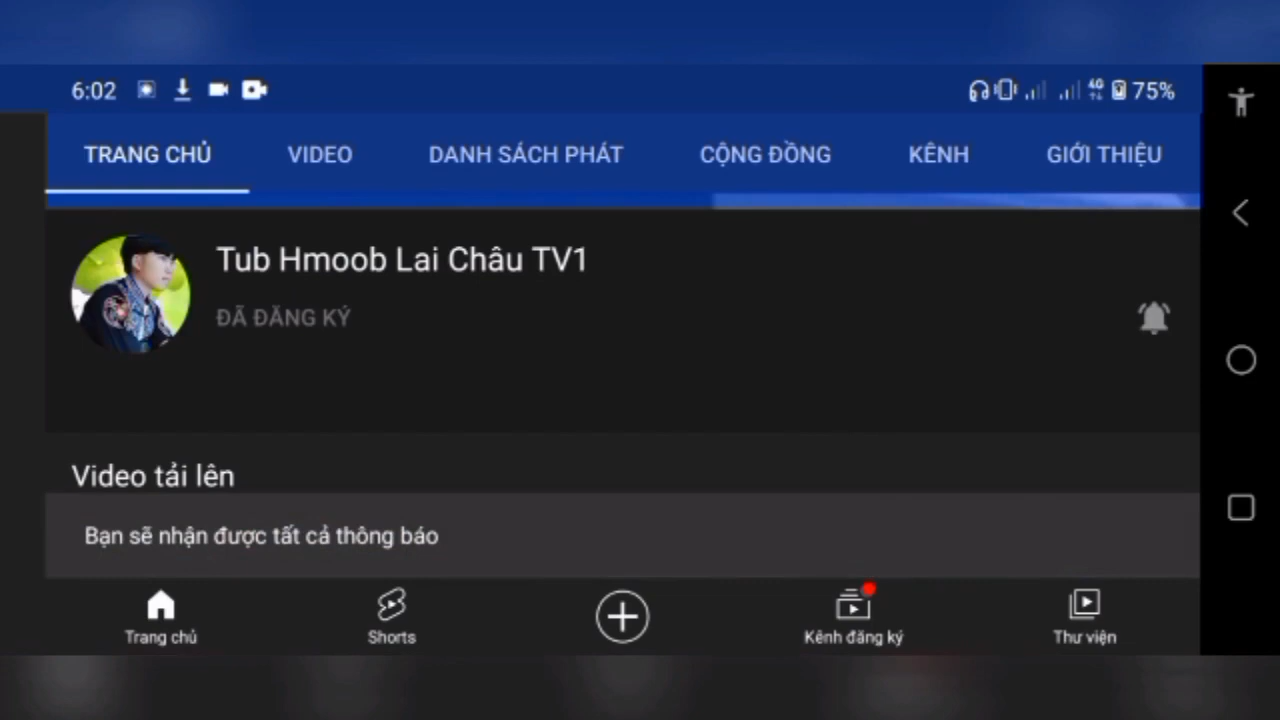 6:02
4G
75%
TRANG CHỦ VIDEO DANH SÁCH PHÁT CỘNG ĐỒNG KÊNH GIỚI THIỆU
Tub Hmoob Lai Châu TV1
ĐÃ ĐĂNG KÝ
Video tải lên
Bạn sẽ nhận được tất cả thông báo
Trang chủ Shorts Kênh đăng ký Thư viện